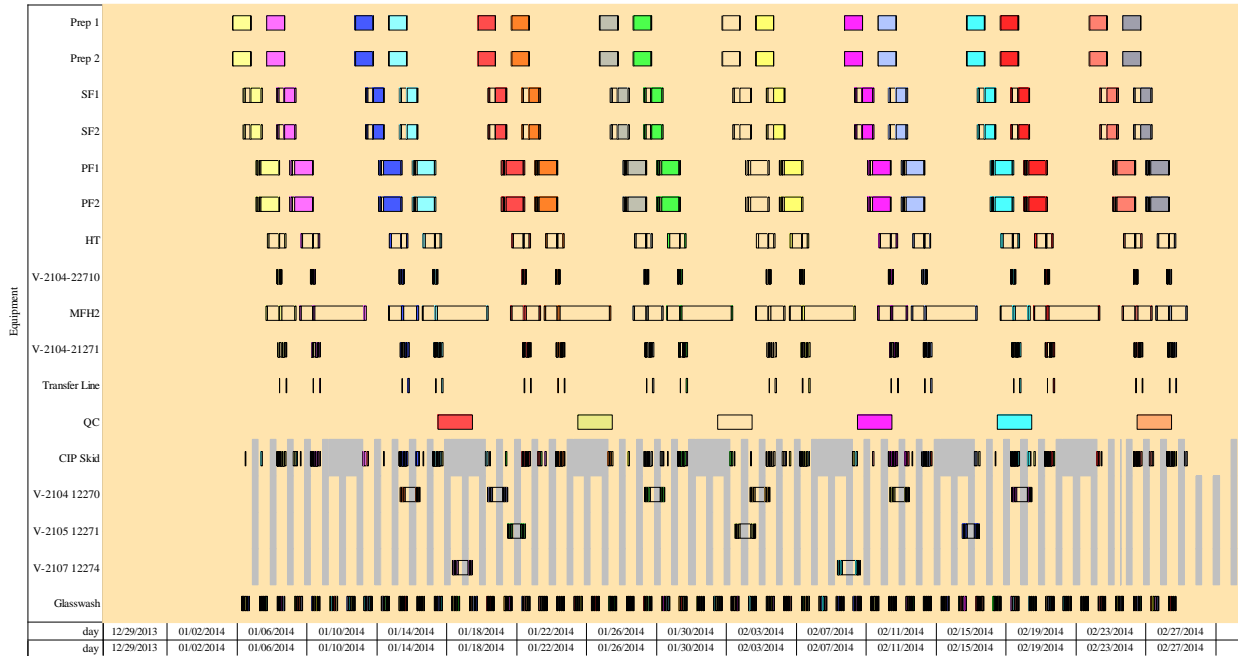 Equipment
Prep 1
Prep 2
SF1
SF2
PF1
PF2
HT
V-2104-22710
MFH2
V-2104-21271
Transfer Line
QC
CIP Skid
V-2104 12270
V-2105 12271
V-2107 12274
Glasswash
day 12/29/2013 01/02/2014 01/06/2014 01/10/2014 01/14/2014 01/18/2014 01/22/2014 01/26/2014 01/30/2014 02/03/2014 02/07/2014 02/11/2014 02/15/2014 02/19/2014 02/23/2014 02/27/2014
day 12/29/2013 01/02/2014 01/06/2014 01/10/2014 01/14/2014 01/18/2014 01/22/2014 01/26/2014 01/30/2014 02/03/2014 02/07/2014 02/11/2014 02/15/2014 02/19/2014 02/23/2014 02/27/2014